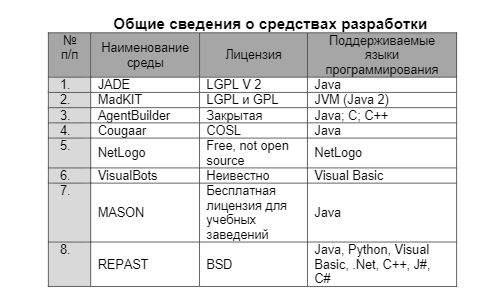 Общие сведения о средствах разработки
№ п/п
Наименование среды
Лицензия
Поддерживаемые языки программирования
1. JADE LGPL V 2 Java
2. MadKIT LGPL и GPL JVM (Java 2)
3. AgentBuilder Закрытая Java; C; C++
4. Cougaar COSL Java
5. NetLogo Free, not open source NetLogo
6. VisualBots Неивестно Visual Basic
7. MASON Бесплатная лицензия для учебных заведений Java
8. REPAST BSD Java, Python, Visual Basic, .Net, C++, J#, C#